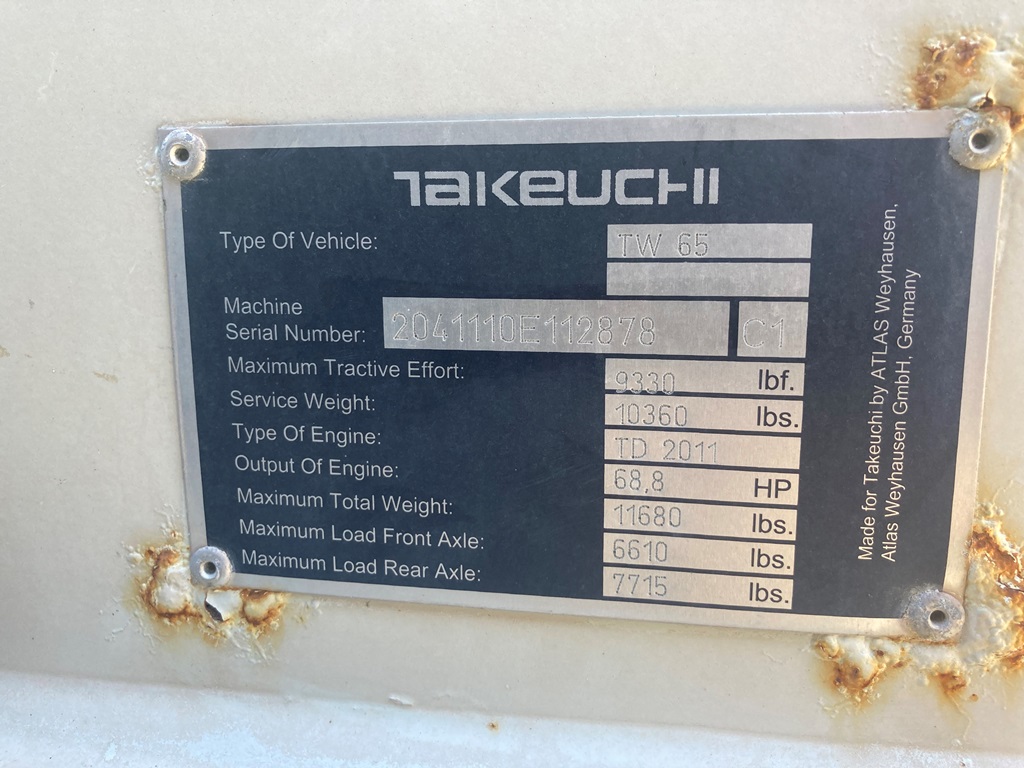 TAKEUCHI
Type Of Vehicle: TW 65
Machine
Serial Number: 2041110E112878 C1
Maximum Tractive Effort: 9330 lbf.
Service Weight: 10360 lbs.
Type Of Engine: TD 2011
Output Of Engine: 68,8 HP
Maximum Total Weight: 11680 lbs.
Maximum Load Front Axle: 6610 lbs.
Maximum Load Rear Axle: 7715 lbs.
Made for Takeuchi by ATLAS Weyhausen,
Atlas Weyhausen GmbH, Germany